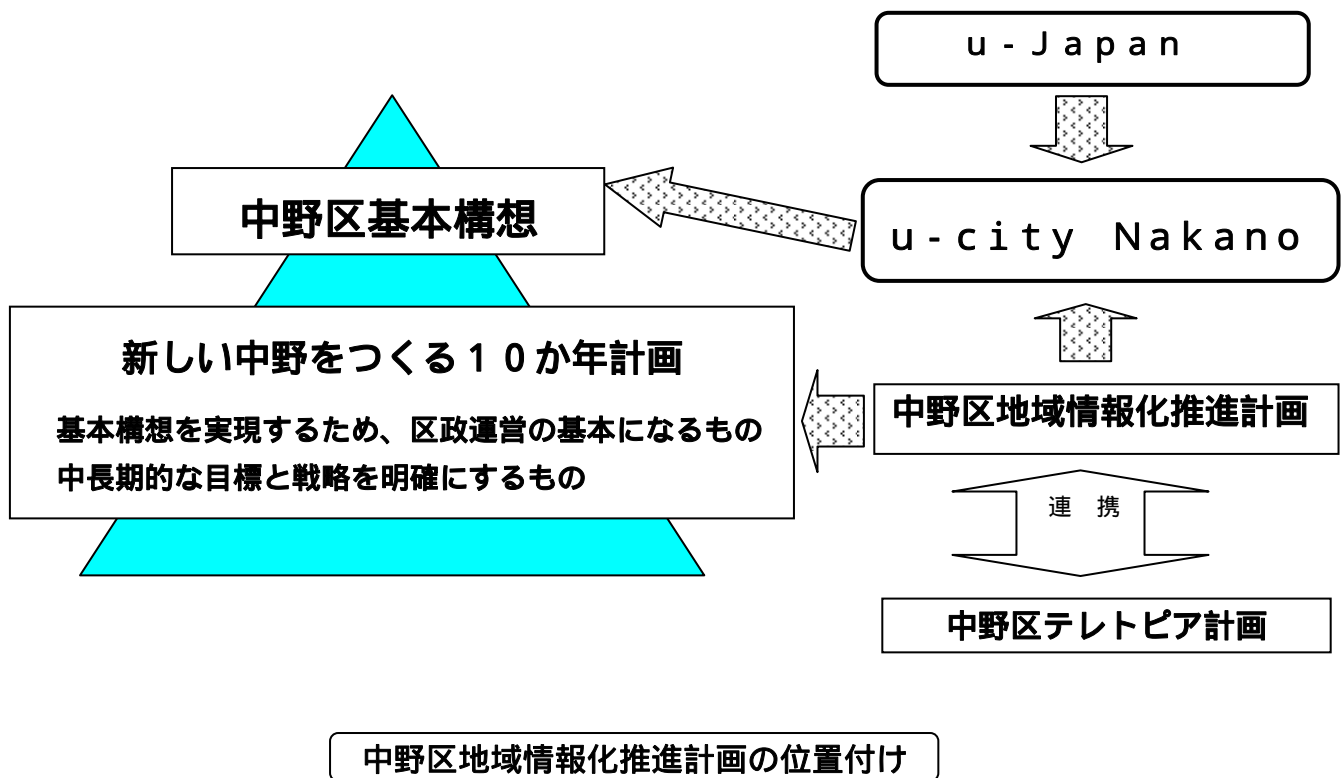 ｕ－Ｊａｐａｎ
中野区基本構想
ｕ－ｃｉｔｙ　Ｎａｋａｎｏ
新しい中野をつくる１０か年計画
基本構想を実現するため、区政運営の基本になるもの
中長期的な目標と戦略を明確にするもの
中野区地域情報化推進計画
連　携
中野区テレトピア計画
中野区地域情報化推進計画の位置付け